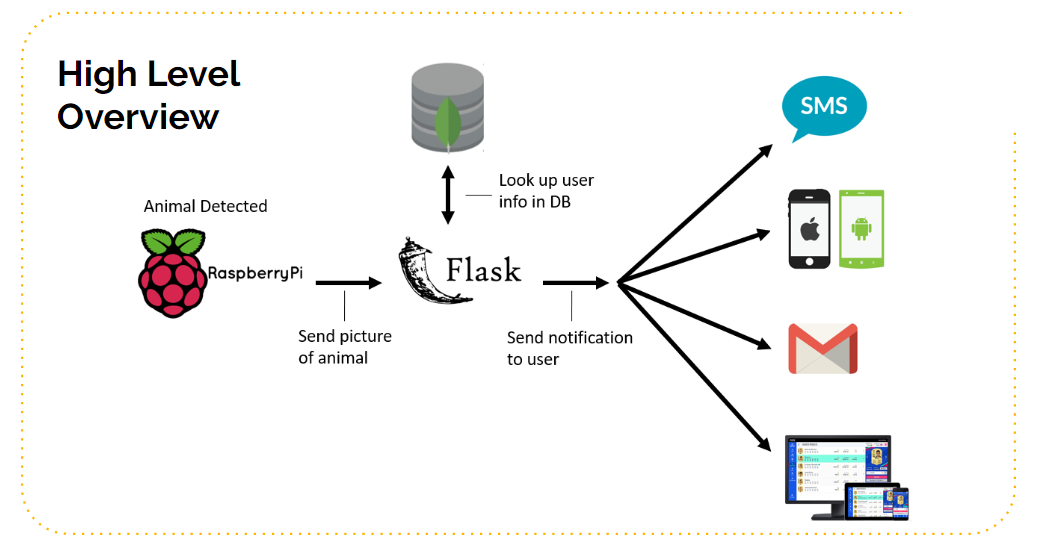 High Level
Overview
SMS
Look up user
info in DB
Animal Detected
RaspberryPi
Flask
Send picture
of animal
Send notification
to user